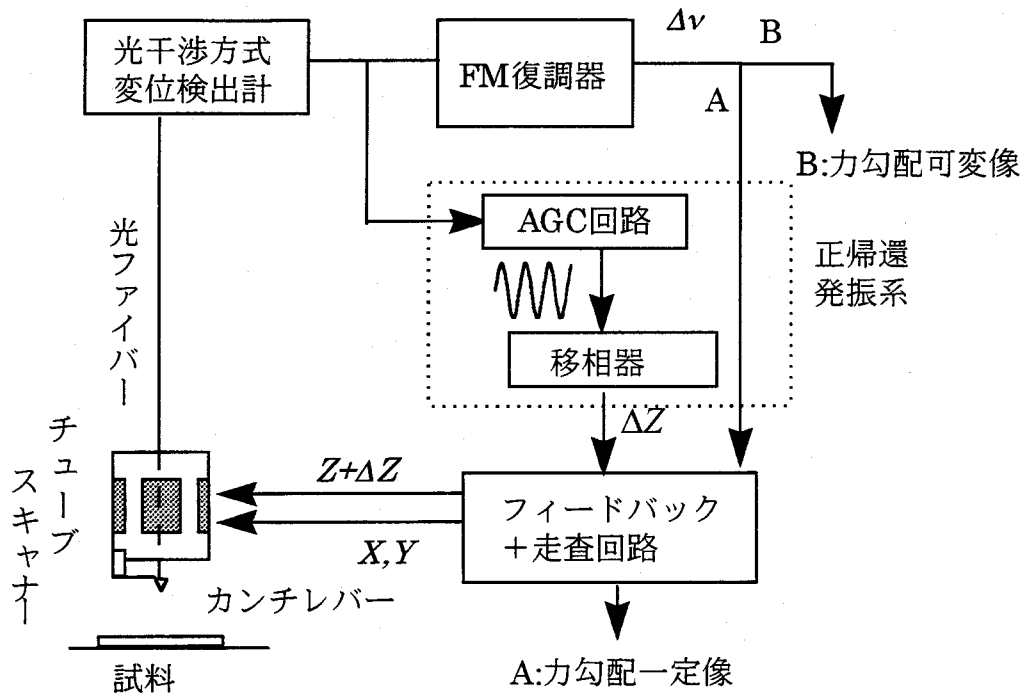 光干渉方式
変位検出計
FM復調器
Δν
B
A
B:力勾配可変像
AGC回路
正帰還
発振系
移相器
ΔZ
光ファイバー
チューブ
スキャナー
Z+ΔZ
X,Y
フィードバック
+走査回路
カンチレバー
試料
A:力勾配一定像